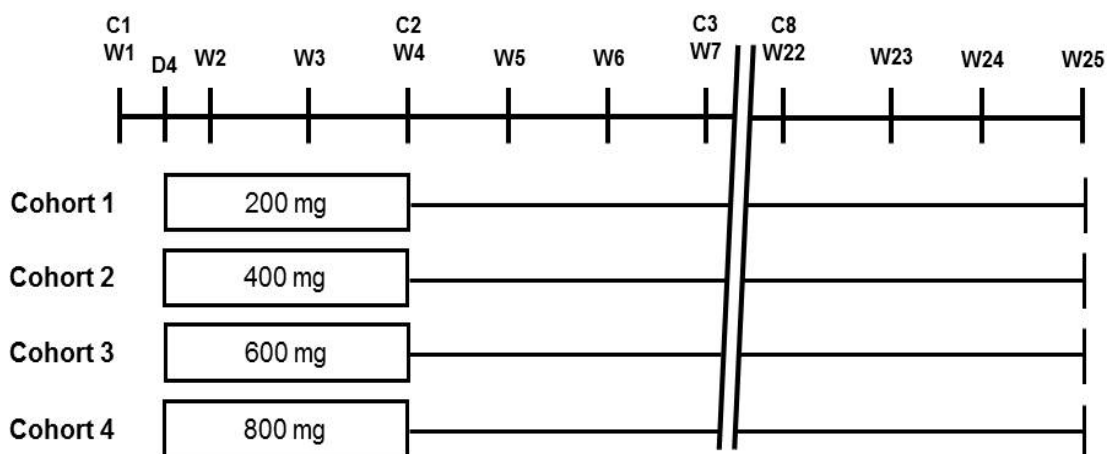 C1 C2 C3 C8
W1 D4 W2 W3 W4 W5 W6 W7 W22 W23 W24 W25
Cohort 1 200 mg
Cohort 2 400 mg
Cohort 3 600 mg
Cohort 4 800 mg